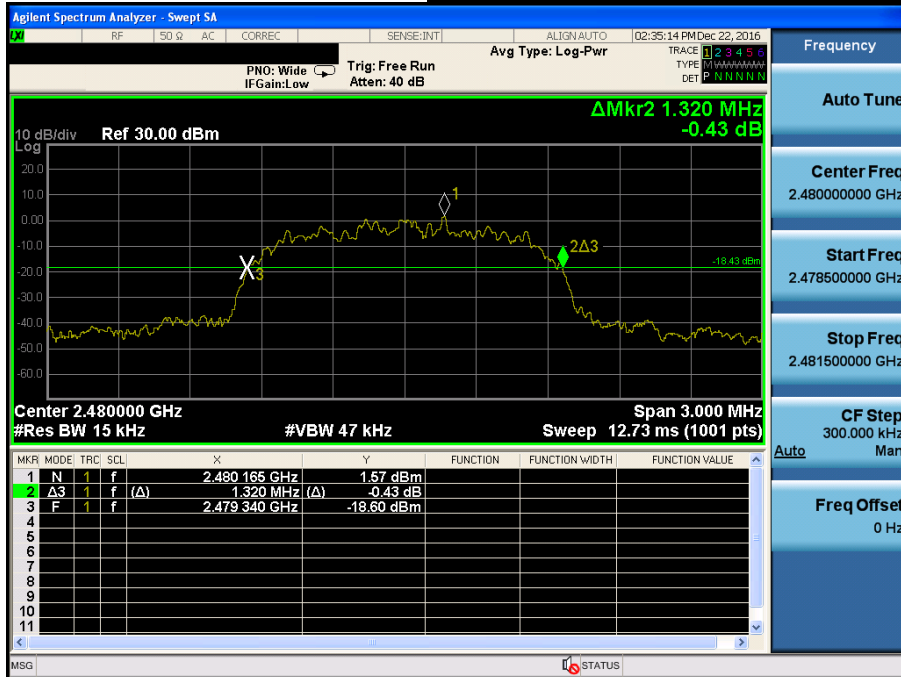 Agilent Spectrum Analyzer - Swept SA
LXI RF 50 Ω AC CORREC SENSE:INT ALIGN AUTO 02:35:14 PM Dec 22, 2016
Avg Type: Log-Pwr TRACE 1 2 3 4 5 6
PNO: Wide Trig: Free Run TYPE M WWWWW
IFGain:Low Atten: 40 dB DET P N N N N N
ΔMkr2 1.320 MHz
10 dB/div Ref 30.00 dBm -0.43 dB
Log
20.0
10.0
1
0.00
-10.0
2Δ3
-18.43 dBm
-20.0
3
-30.0
-40.0
-50.0
-60.0
Center 2.480000 GHz Span 3.000 MHz
#Res BW 15 kHz #VBW 47 kHz Sweep 12.73 ms (1001 pts)
MKR MODE TRC SCL X Y FUNCTION FUNCTION WIDTH FUNCTION VALUE
1 N 1 f 2.480 165 GHz 1.57 dBm
2 Δ3 1 f (Δ) 1.320 MHz (Δ) -0.43 dB
3 F 1 f 2.479 340 GHz -18.60 dBm
4
5
6
7
8
9
10
11
MSG STATUS
Frequency
Auto Tune
Center Freq
2.480000000 GHz
Start Freq
2.478500000 GHz
Stop Freq
2.481500000 GHz
CF Step
300.000 kHz
Auto Man
Freq Offset
0 Hz